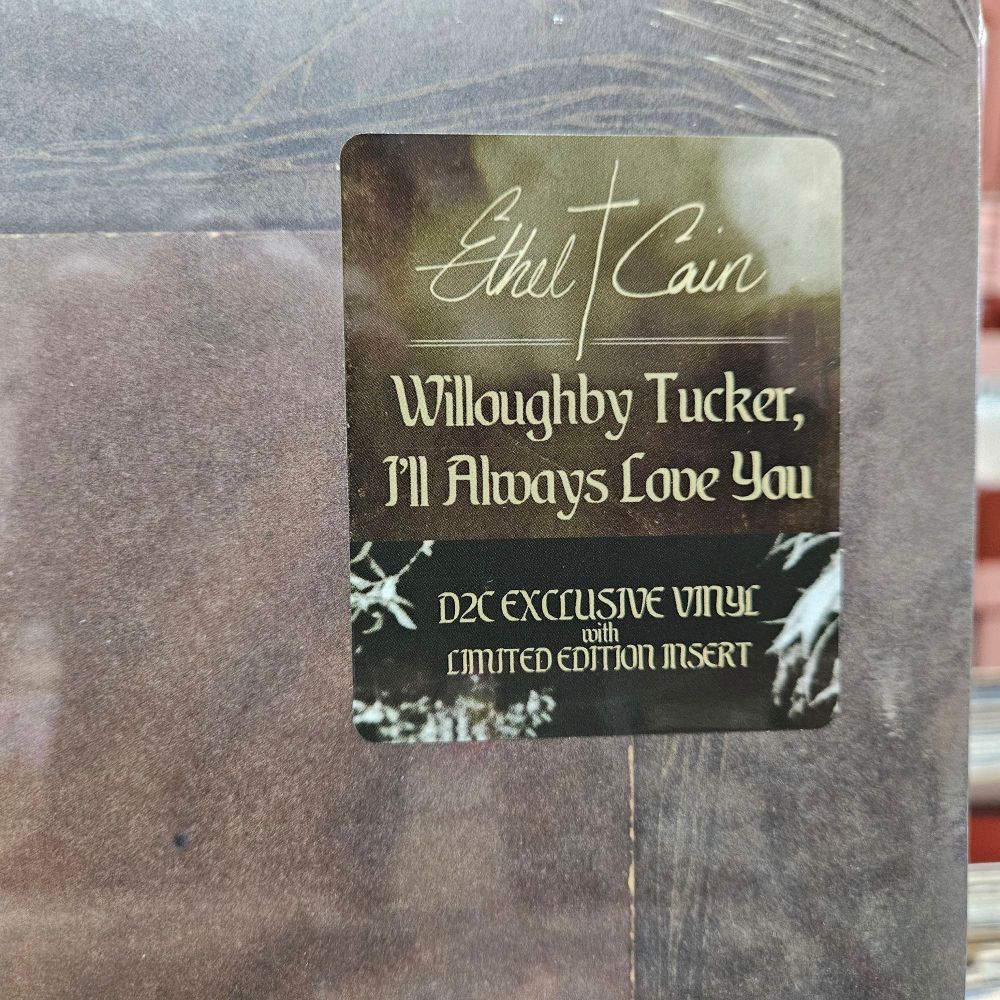 Ethel Cain
Willoughby Tucker,
I'll Always Love You
D2C EXCLUSIVE VINYL
with
LIMITED EDITION INSERT